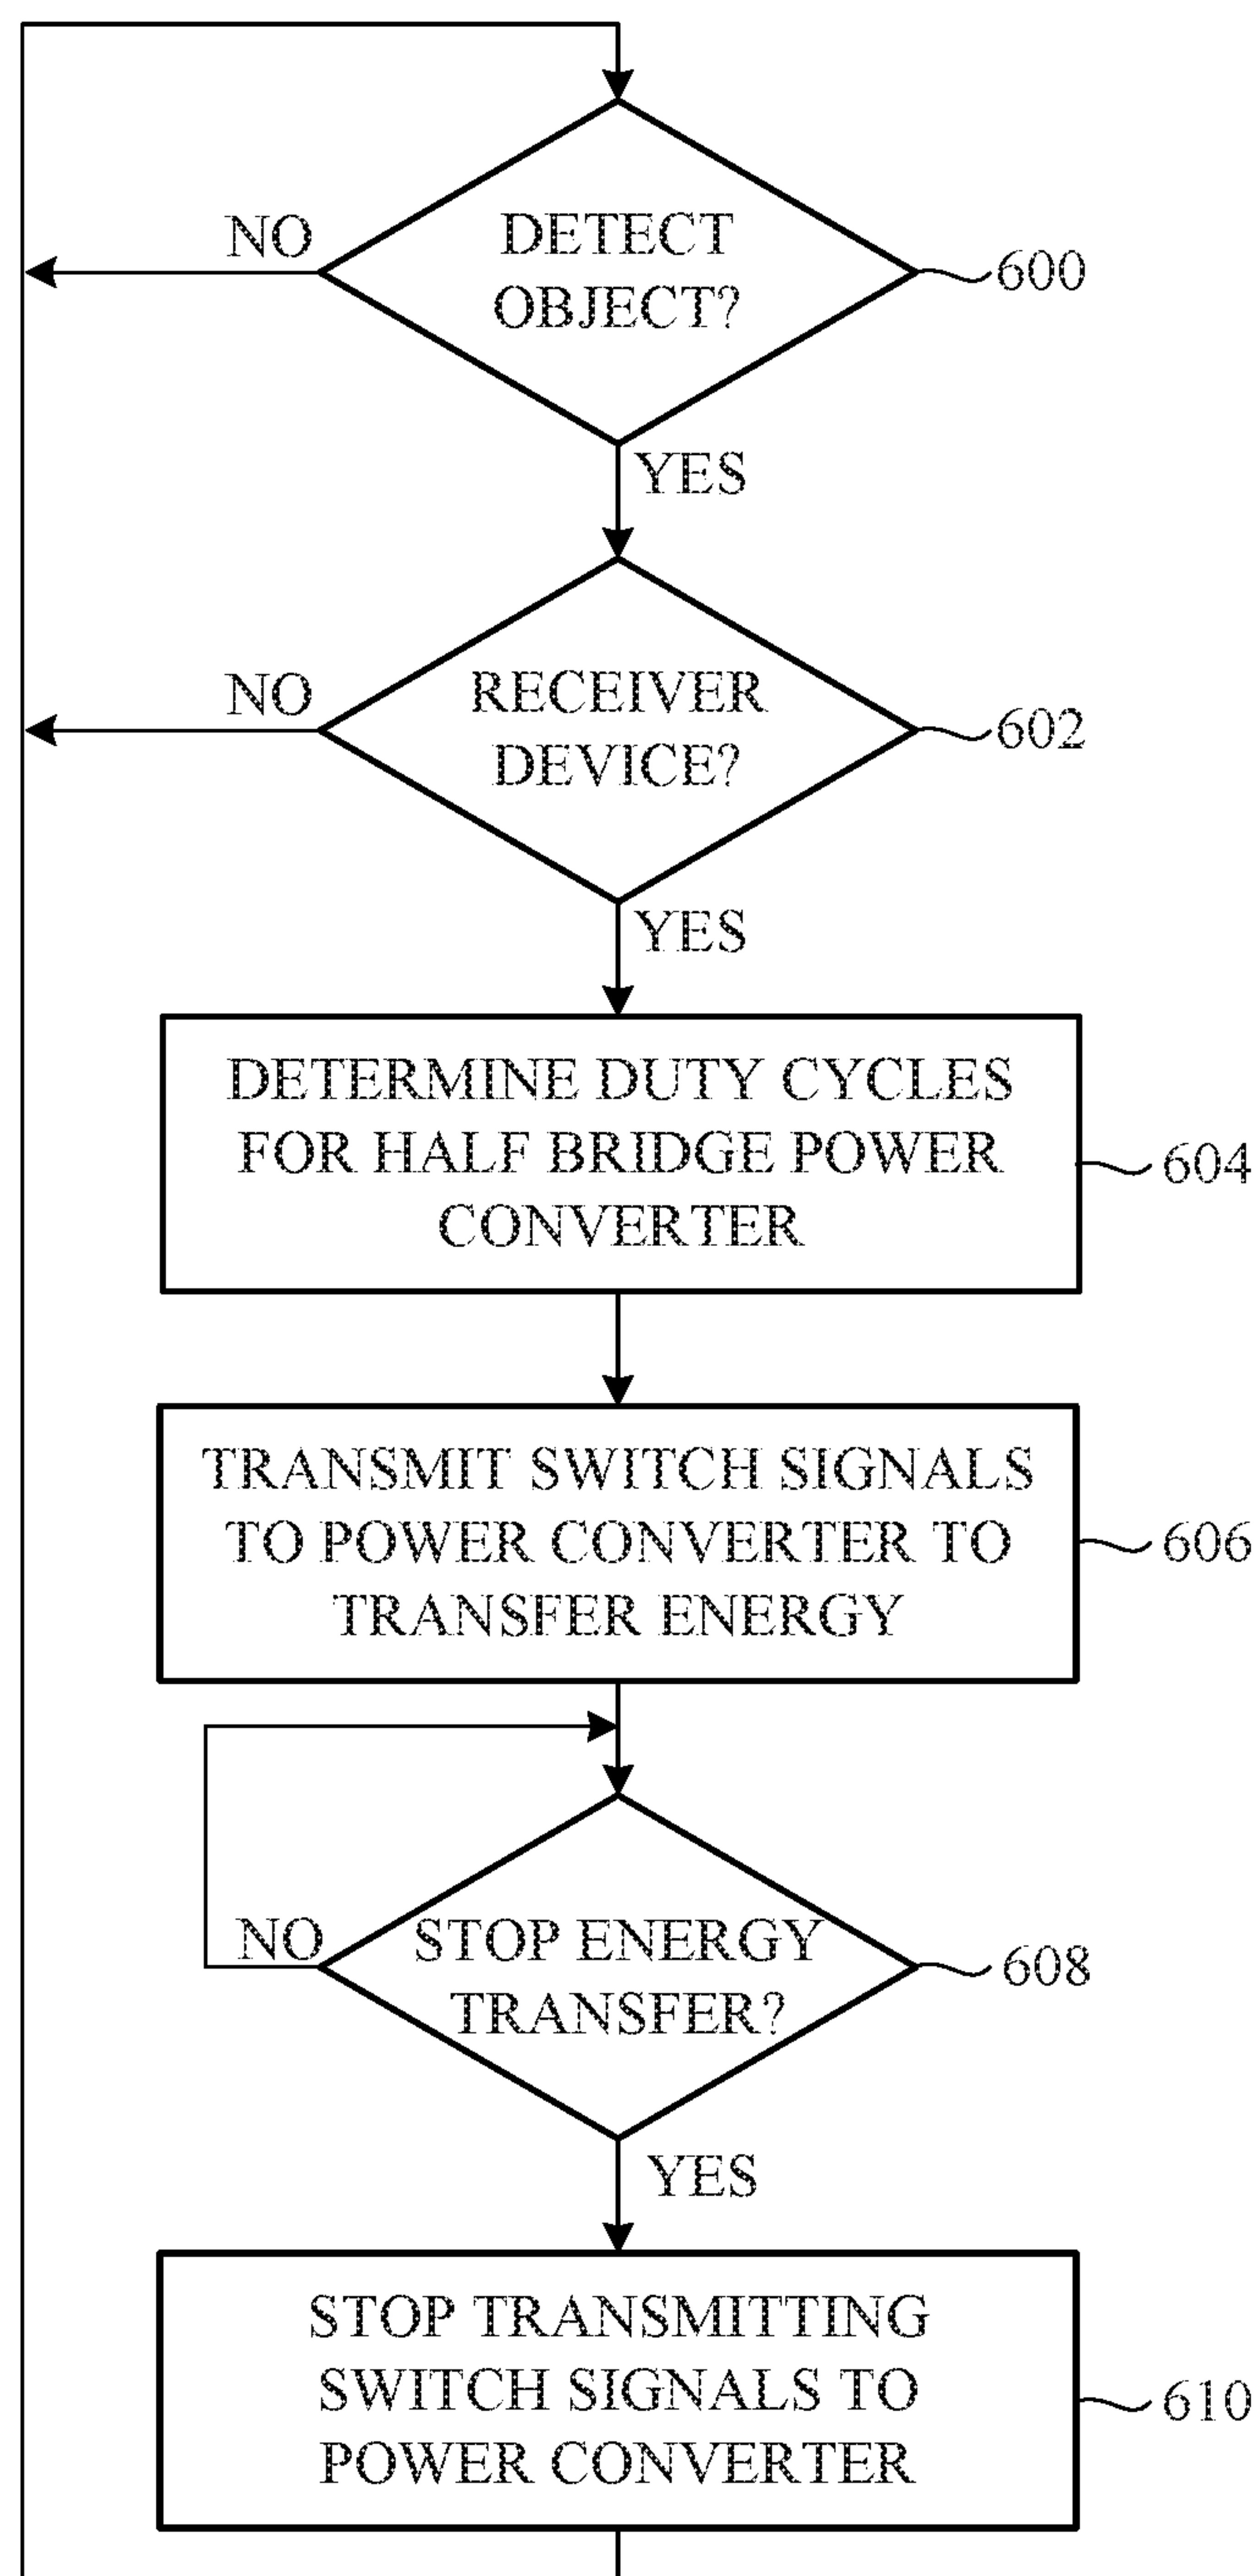 DETECT
OBJECT?
NO
600
YES
RECEIVER
DEVICE?
NO
602
YES
DETERMINE DUTY CYCLES
FOR HALF BRIDGE POWER
CONVERTER
604
TRANSMIT SWITCH SIGNALS
TO POWER CONVERTER TO
TRANSFER ENERGY
606
STOP ENERGY
TRANSFER?
NO
608
YES
STOP TRANSMITTING
SWITCH SIGNALS TO
POWER CONVERTER
610